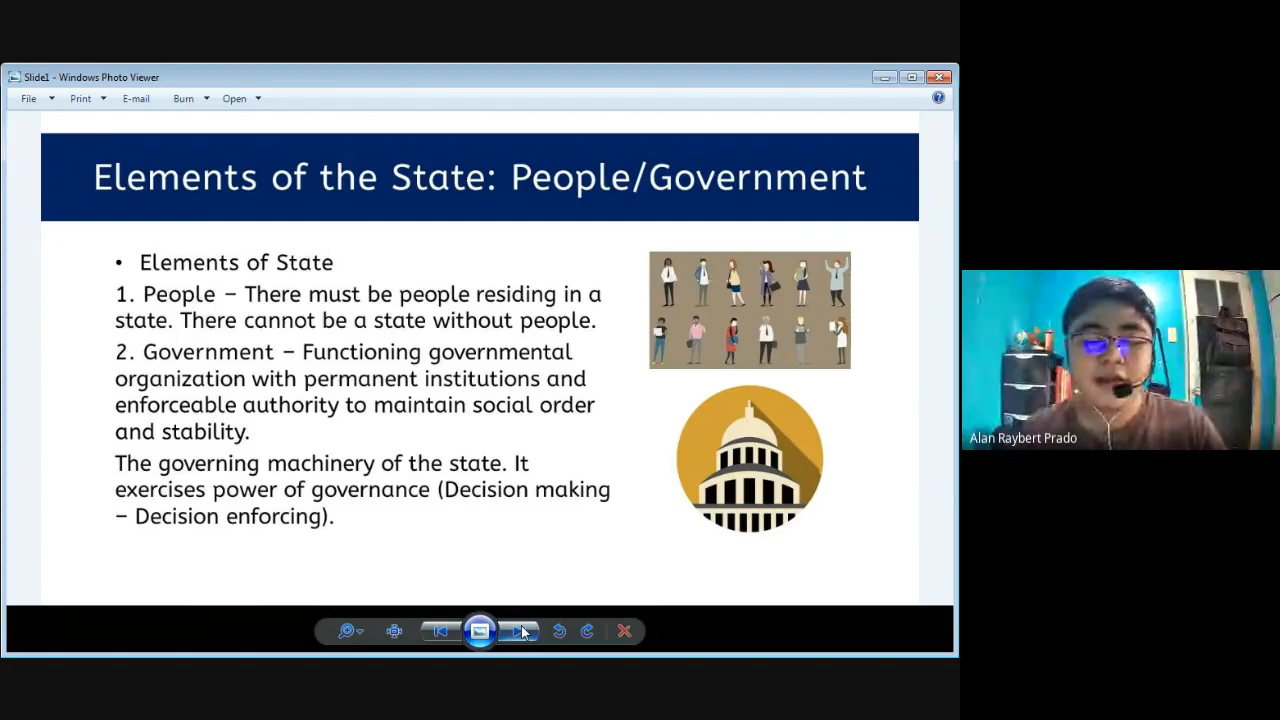 Slide1 - Windows Photo Viewer
File Print E-mail Burn Open
Elements of the State: People/Government
• Elements of State
1. People – There must be people residing in a
state. There cannot be a state without people.
2. Government – Functioning governmental
organization with permanent institutions and
enforceable authority to maintain social order
and stability.
The governing machinery of the state. It
exercises power of governance (Decision making
– Decision enforcing).
Alan Raybert Prado